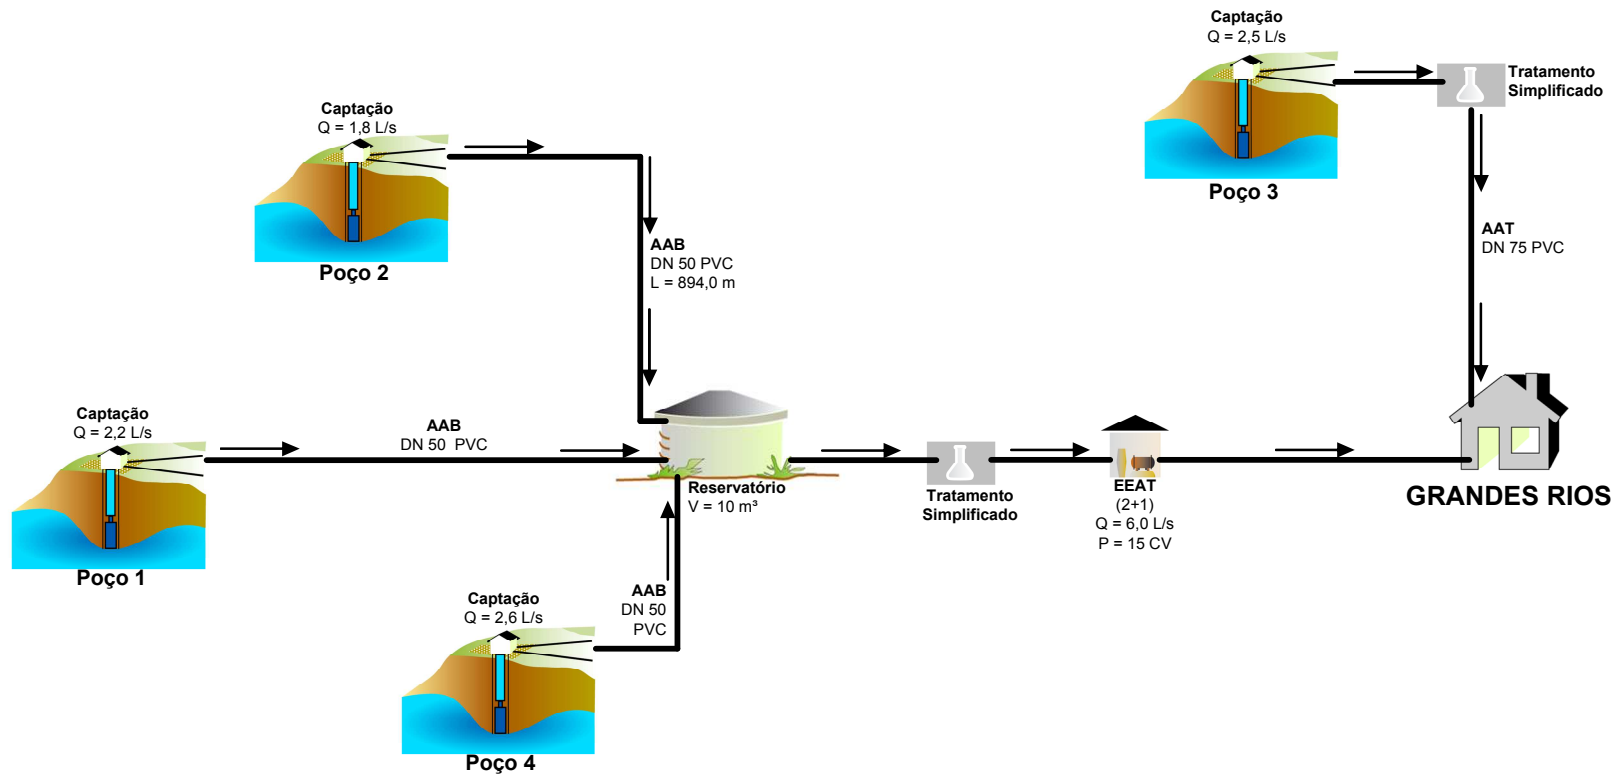 Captação
Q = 2,5 L/s
Tratamento
Simplificado
Poço 3
AAT
DN 75 PVC
Captação
Q = 1,8 L/s
Poço 2
AAB
DN 50 PVC
L = 894,0 m
Captação
Q = 2,2 L/s
Poço 1
AAB
DN 50  PVC
Reservatório
V = 10 m³
Tratamento
Simplificado
EEAT
(2+1)
Q = 6,0 L/s
P = 15 CV
GRANDES RIOS
Captação
Q = 2,6 L/s
Poço 4
AAB
DN 50
PVC